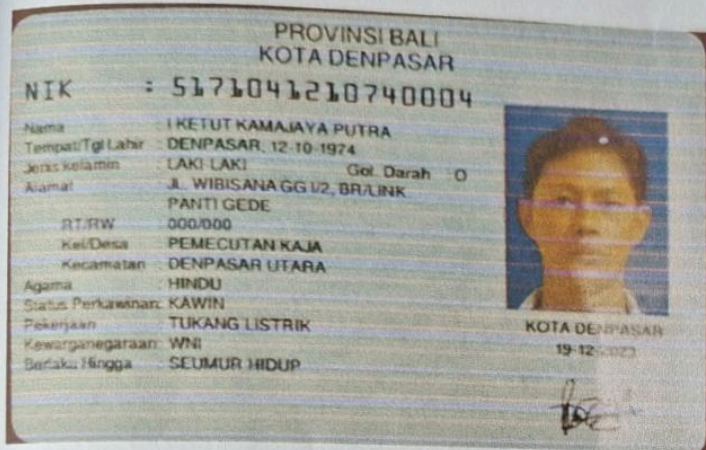 PROVINSI BALI
KOTA DENPASAR
NIK : 5171041210740004
Nama : I KETUT KAMAJAYA PUTRA
Tempat/Tgl Lahir : DENPASAR, 12-10-1974
Jenis kelamin : LAKI-LAKI Gol. Darah O
Alamat JL. WIBISANA GG I/2, BR/LINK
PANTI GEDE
RT/RW 000/000
Kel/Desa : PEMECUTAN KAJA
Kecamatan : DENPASAR UTARA
Agama : HINDU
Status Perkawinan: KAWIN
Pekerjaan : TUKANG LISTRIK
Kewarganegaraan: WNI
Berlaku Hingga : SEUMUR HIDUP
KOTA DENPASAR
19-12-